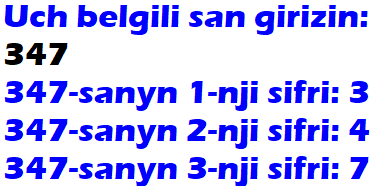 Uch belgili san girizin:
347
347-sanyn 1-nji sifri: 3
347-sanyn 2-nji sifri: 4
347-sanyn 3-nji sifri: 7